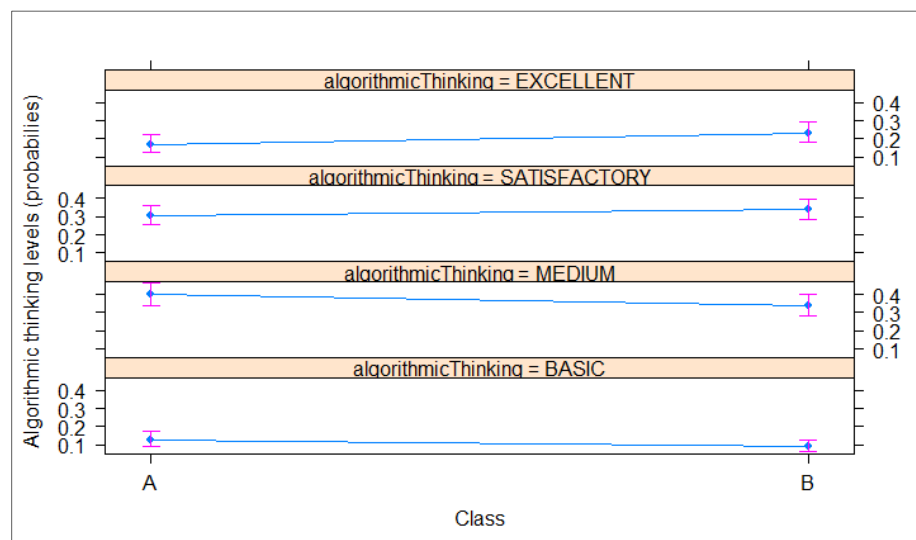 algorithmicThinking = EXCELLENT
0.4
0.3
0.2
0.1
algorithmicThinking = SATISFACTORY
0.4
0.3
0.2
0.1
algorithmicThinking = MEDIUM
0.4
0.3
0.2
0.1
algorithmicThinking = BASIC
0.4
0.3
0.2
0.1
Algorithmic thinking levels (probabilies)
A
B
Class